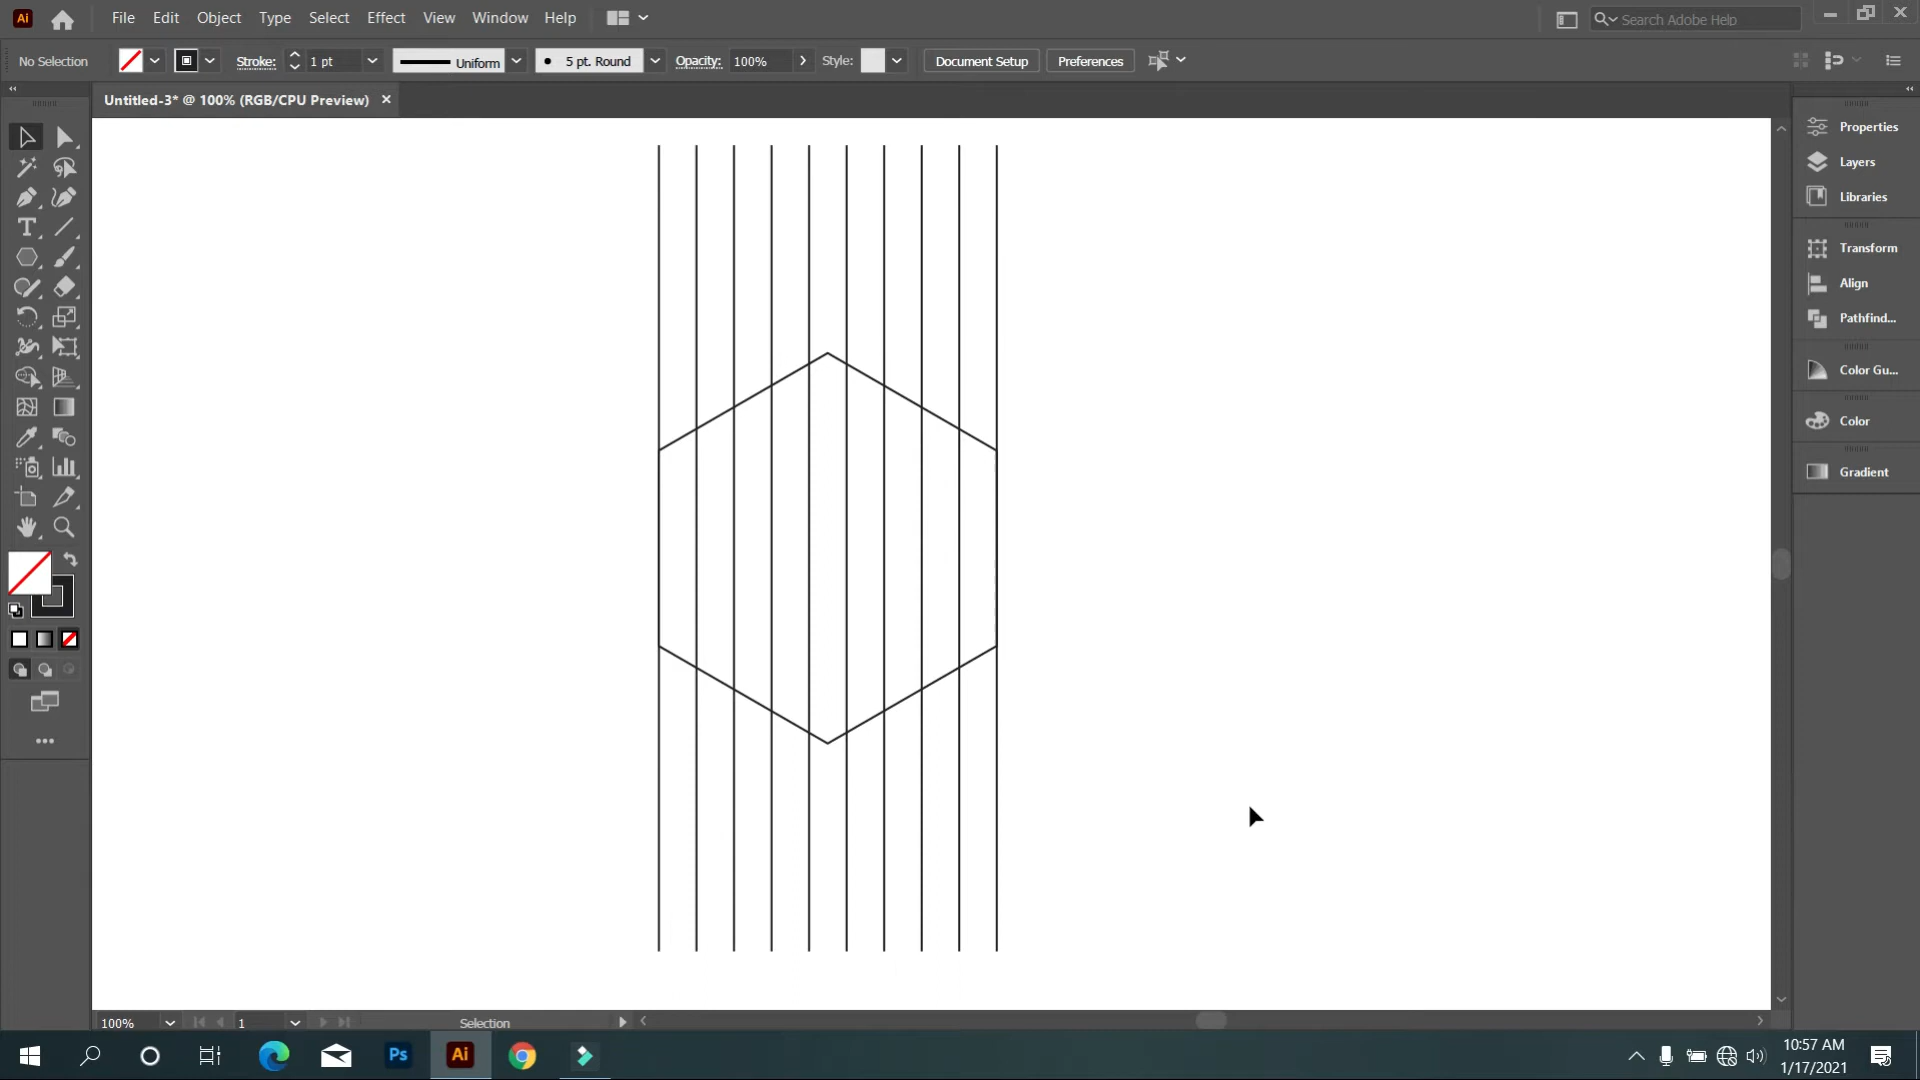 Ai File Edit Object Type Select Effect View Window Help Search Adobe Help
No Selection Stroke: 1 pt Uniform 5 pt. Round Opacity: 100% Style: Document Setup Preferences
Untitled-3* @ 100% (RGB/CPU Preview)
Properties
Layers
Libraries
Transform
Align
Pathfind...
Color Gu...
Color
Gradient
100% 1 Selection
Ps Ai
10:57 AM
1/17/2021